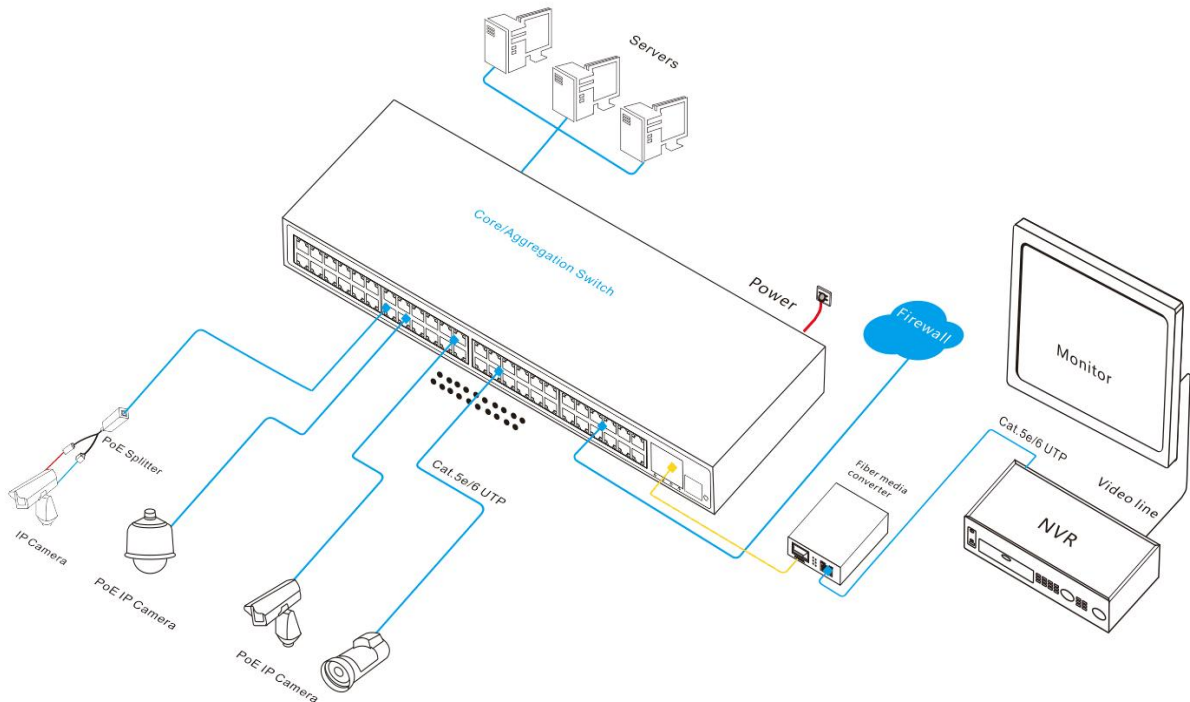 Servers
Core/Aggregation Switch
Power
Firewall
Monitor
Cat.5e/6 UTP
Fiber media
converter
Video line
NVR
PoE Splitter
Cat.5e/6 UTP
IP Camera
PoE IP Camera
PoE IP Camera